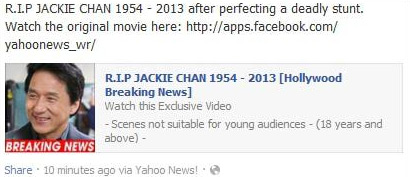 R.I.P JACKIE CHAN 1954 - 2013 after perfecting a deadly stunt.
Watch the original movie here: http://apps.facebook.com/
yahoonews_wr/
R.I.P JACKIE CHAN 1954 - 2013 [Hollywood
Breaking News]
Watch this Exclusive Video
- Scenes not suitable for young audiences - (18 years and
above) -
BREAKING NEWS
Share · 10 minutes ago via Yahoo News! ·